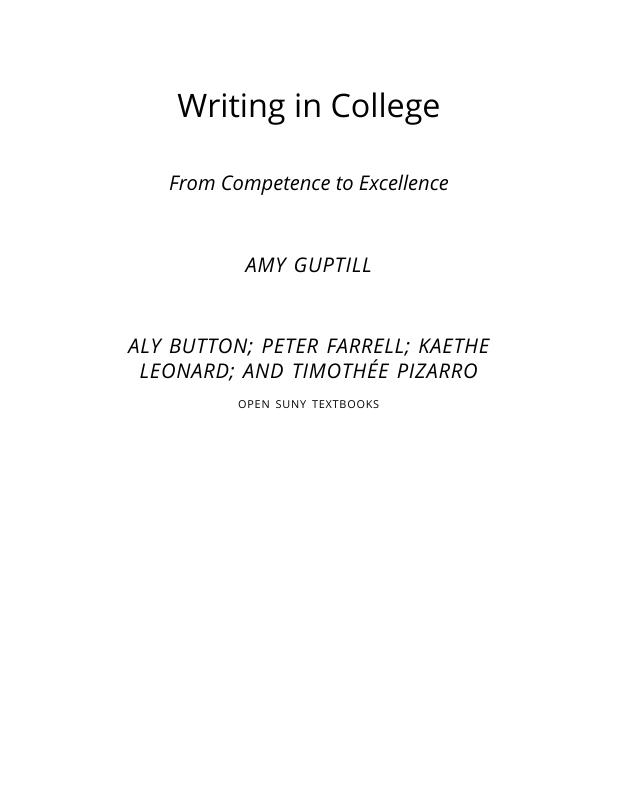 Writing in College
From Competence to Excellence
AMY GUPTILL
ALY BUTTON; PETER FARRELL; KAETHE
LEONARD; AND TIMOTHÉE PIZARRO
OPEN SUNY TEXTBOOKS